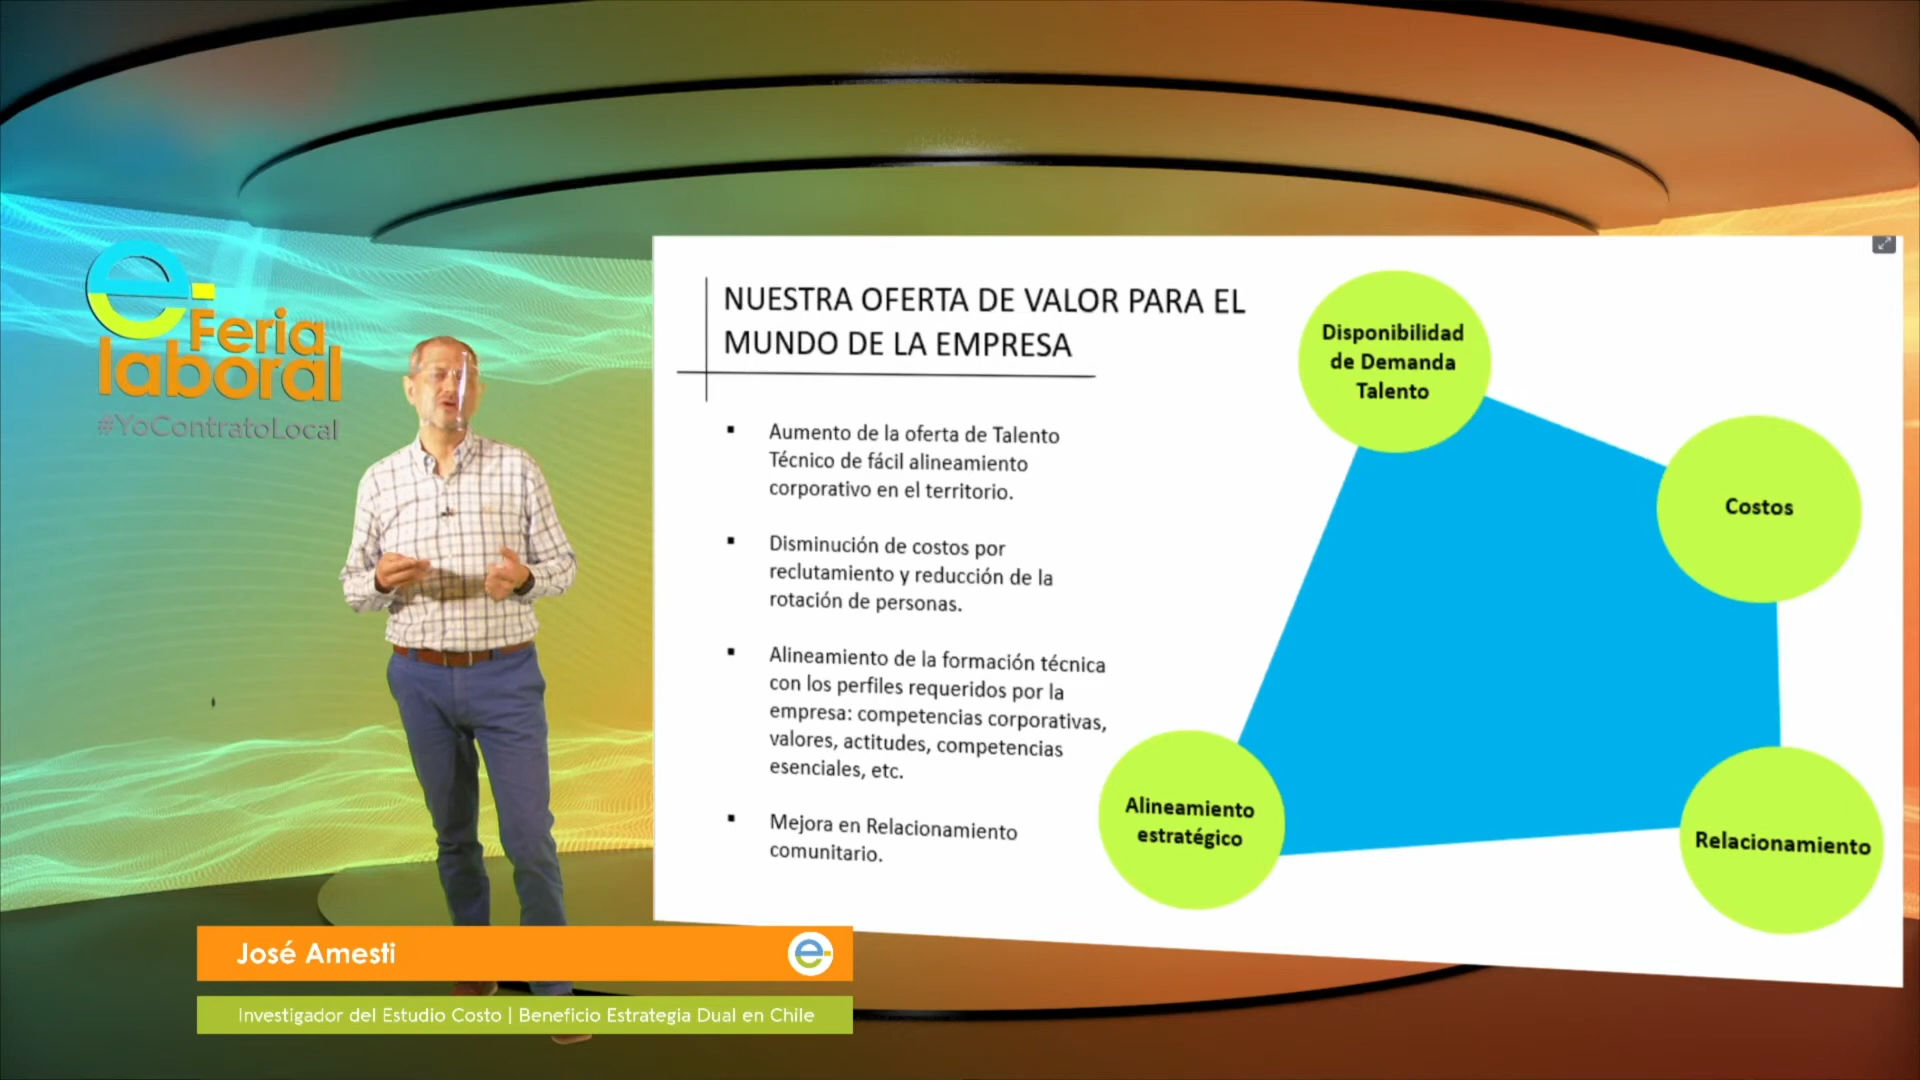 e-
Feria
laboral
#YoContratoLocal
NUESTRA OFERTA DE VALOR PARA EL
MUNDO DE LA EMPRESA
▪ Aumento de la oferta de Talento
Técnico de fácil alineamiento
corporativo en el territorio.
▪ Disminución de costos por
reclutamiento y reducción de la
rotación de personas.
▪ Alineamiento de la formación técnica
con los perfiles requeridos por la
empresa: competencias corporativas,
valores, actitudes, competencias
esenciales, etc.
▪ Mejora en Relacionamiento
comunitario.
Disponibilidad
de Demanda
Talento
Costos
Alineamiento
estratégico
Relacionamiento
José Amesti
e-
Investigador del Estudio Costo | Beneficio Estrategia Dual en Chile